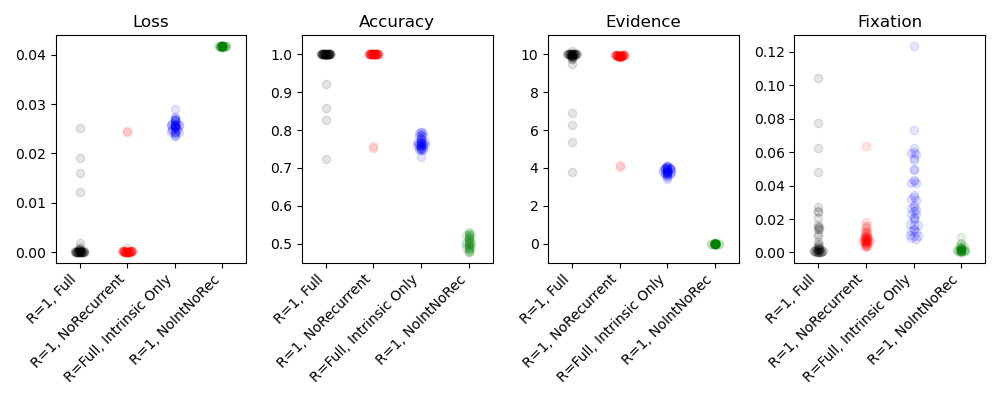 Loss
Accuracy
Evidence
Fixation
0.04
0.03
0.02
0.01
0.00
1.0
0.9
0.8
0.7
0.6
0.5
10
8
6
4
2
0
0.12
0.10
0.08
0.06
0.04
0.02
0.00
R=1, Full
R=1, NoRecurrent
R=Full, Intrinsic Only
R=1, NoIntNoRec
R=1, Full
R=1, NoRecurrent
R=Full, Intrinsic Only
R=1, NoIntNoRec
R=1, Full
R=1, NoRecurrent
R=Full, Intrinsic Only
R=1, NoIntNoRec
R=1, Full
R=1, NoRecurrent
R=Full, Intrinsic Only
R=1, NoIntNoRec